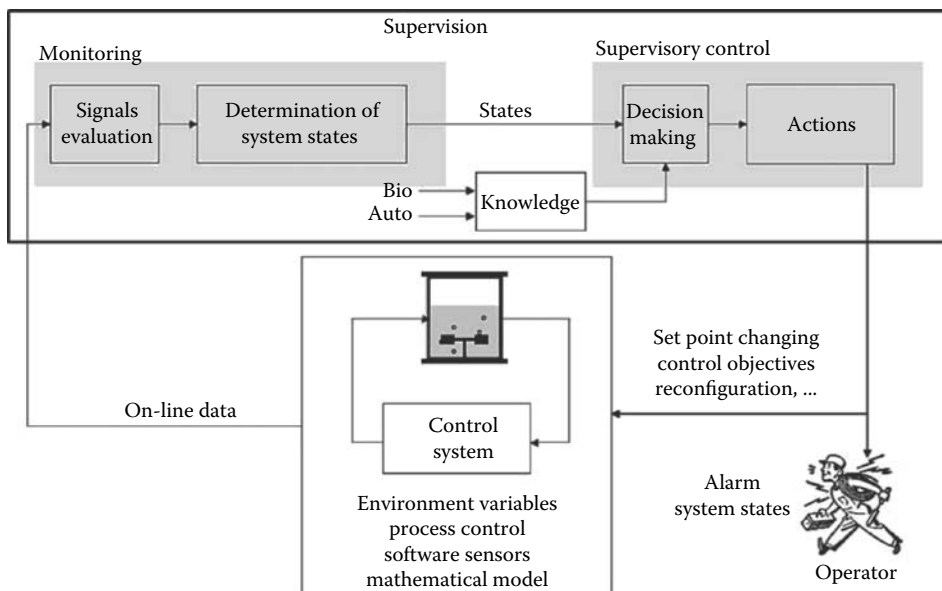 Supervision
Monitoring
Supervisory control
Signals
evaluation
Determination of
system states
States
Decision
making
Actions
Bio
Auto
Knowledge
Set point changing
control objectives
reconfiguration, ...
On-line data
Control
system
Environment variables
process control
software sensors
mathematical model
Alarm
system states
Operator